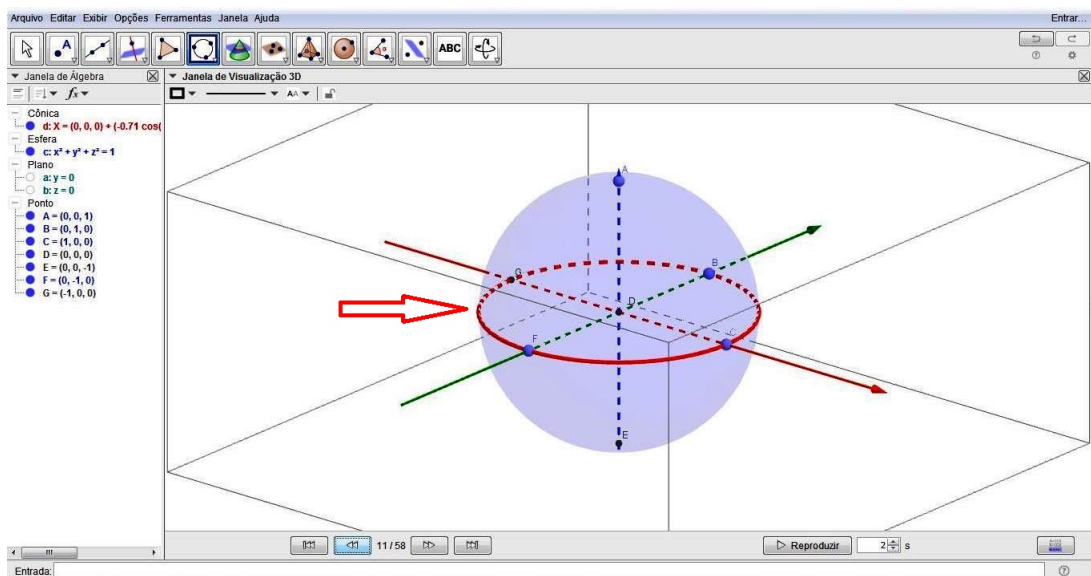 Arquivo Editar Exibir Opções Ferramentas Janela Ajuda
Entrar...
A
ABC
Janela de Álgebra
Janela de Visualização 3D
fx
AA
Cônica
d: X = (0, 0, 0) + (-0.71 cos(
Esfera
c: x² + y² + z² = 1
Plano
a: y = 0
b: z = 0
Ponto
A = (0, 0, 1)
B = (0, 1, 0)
C = (1, 0, 0)
D = (0, 0, 0)
E = (0, 0, -1)
F = (0, -1, 0)
G = (-1, 0, 0)
A
B
G
D
C
F
E
11 / 58
Reproduzir
2 s
Entrada: